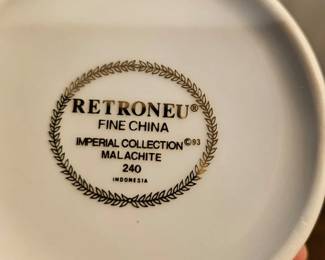 RETRONEU®
FINE CHINA
IMPERIAL COLLECTION ©93
MALACHITE
240
INDONESIA